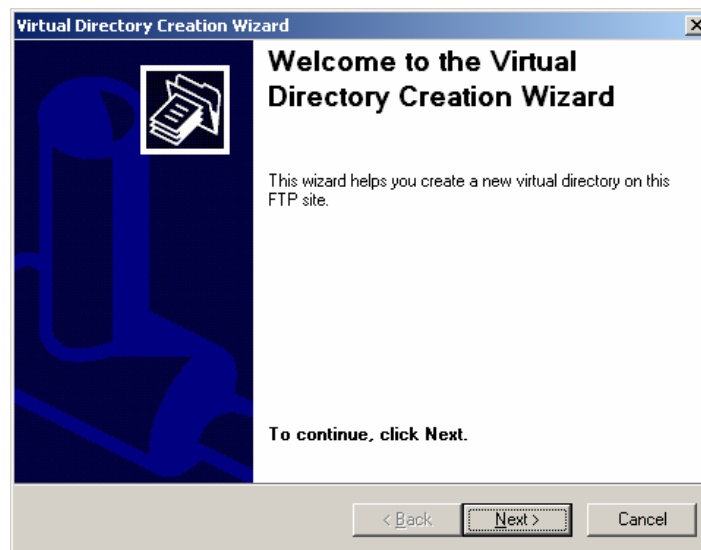 Virtual Directory Creation Wizard
Welcome to the Virtual
Directory Creation Wizard
This wizard helps you create a new virtual directory on this
FTP site.
To continue, click Next.
< Back
Next >
Cancel